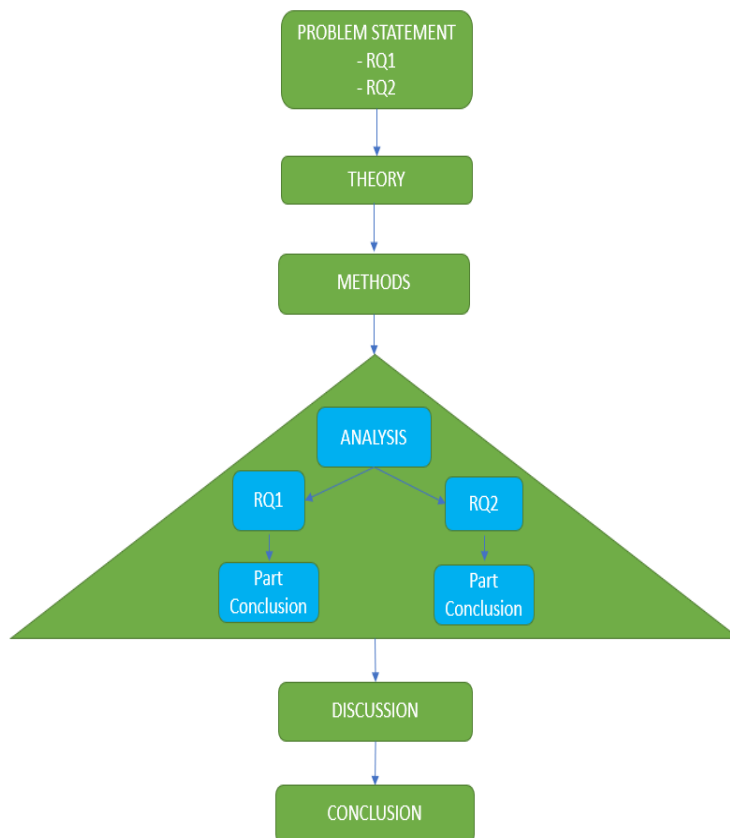 PROBLEM STATEMENT
- RQ1
- RQ2
THEORY
METHODS
ANALYSIS
RQ1
RQ2
Part
Conclusion
Part
Conclusion
DISCUSSION
CONCLUSION